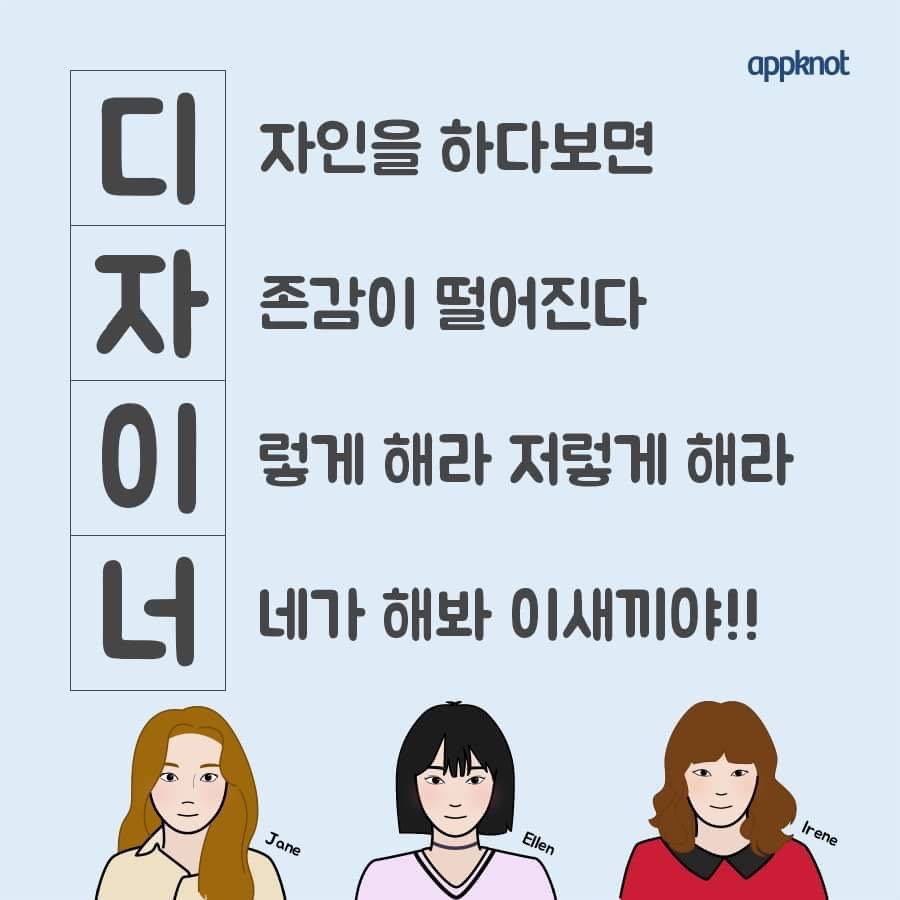 appknot
디 자인을 하다보면
자 존감이 떨어진다
이 렇게 해라 저렇게 해라
너 네가 해봐 이새끼야!!
Jane
Ellen
Irene